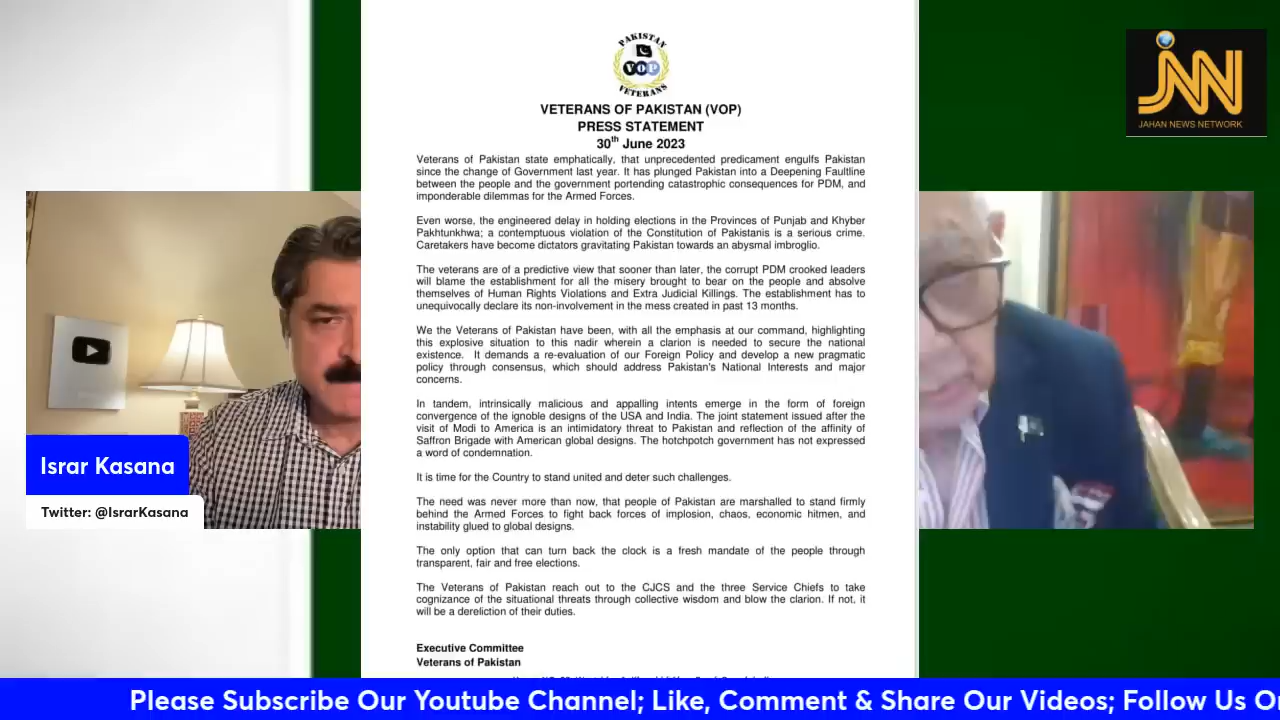 PAKISTAN
VOP
VETERANS
VETERANS OF PAKISTAN (VOP)
PRESS STATEMENT
30th June 2023
Veterans of Pakistan state emphatically, that unprecedented predicament engulfs Pakistan
since the change of Government last year. It has plunged Pakistan into a Deepening Faultline
between the people and the government portending catastrophic consequences for PDM, and
imponderable dilemmas for the Armed Forces.
Even worse, the engineered delay in holding elections in the Provinces of Punjab and Khyber
Pakhtunkhwa; a contemptuous violation of the Constitution of Pakistanis is a serious crime.
Caretakers have become dictators gravitating Pakistan towards an abysmal imbroglio.
The veterans are of a predictive view that sooner than later, the corrupt PDM crooked leaders
will blame the establishment for all the misery brought to bear on the people and absolve
themselves of Human Rights Violations and Extra Judicial Killings. The establishment has to
unequivocally declare its non-involvement in the mess created in past 13 months.
We the Veterans of Pakistan have been, with all the emphasis at our command, highlighting
this explosive situation to this nadir wherein a clarion is needed to secure the national
existence. It demands a re-evaluation of our Foreign Policy and develop a new pragmatic
policy through consensus, which should address Pakistan's National Interests and major
concerns.
In tandem, intrinsically malicious and appalling intents emerge in the form of foreign
convergence of the ignoble designs of the USA and India. The joint statement issued after the
visit of Modi to America is an intimidatory threat to Pakistan and reflection of the affinity of
Saffron Brigade with American global designs. The hotchpotch government has not expressed
a word of condemnation.
It is time for the Country to stand united and deter such challenges.
The need was never more than now, that people of Pakistan are marshalled to stand firmly
behind the Armed Forces to fight back forces of implosion, chaos, economic hitmen, and
instability glued to global designs.
The only option that can turn back the clock is a fresh mandate of the people through
transparent, fair and free elections.
The Veterans of Pakistan reach out to the CJCS and the three Service Chiefs to take
cognizance of the situational threats through collective wisdom and blow the clarion. If not, it
will be a dereliction of their duties.
Executive Committee
Veterans of Pakistan
JNN
JAHAN NEWS NETWORK
Israr Kasana
Twitter: @IsrarKasana
Please Subscribe Our Youtube Channel; Like, Comment & Share Our Videos; Follow Us